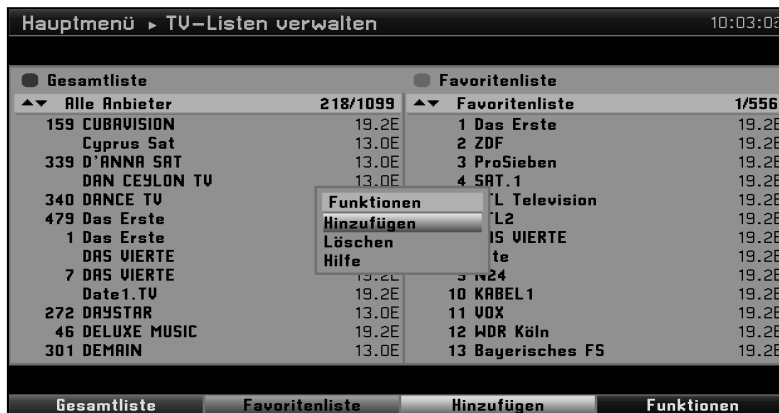 Hauptmenü ▸ TV-Listen verwalten 10:03:02
Gesamtliste Favoritenliste
Alle Anbieter 218/1099 Favoritenliste 1/556
159 CUBAVISION 19.2E 1 Das Erste 19.2E
Cyprus Sat 13.0E 2 ZDF 19.2E
339 D'ANNA SAT 13.0E 3 ProSieben 19.2E
DAN CEYLON TV 13.0E 4 SAT.1 19.2E
340 DANCE TV TL Television 19.2E
479 Das Erste TL2 19.2E
1 Das Erste IS VIERTE 19.2E
DAS VIERTE te 19.2E
7 DAS VIERTE 19.2E N24 19.2E
Date1.TV 19.2E 10 KABEL1 19.2E
272 DAYSTAR 13.0E 11 VOX 19.2E
46 DELUXE MUSIC 19.2E 12 WDR Köln 19.2E
301 DEMAIN 13.0E 13 Bayerisches FS 19.2E
Funktionen
Hinzufügen
Löschen
Hilfe
Gesamtliste Favoritenliste Hinzufügen Funktionen